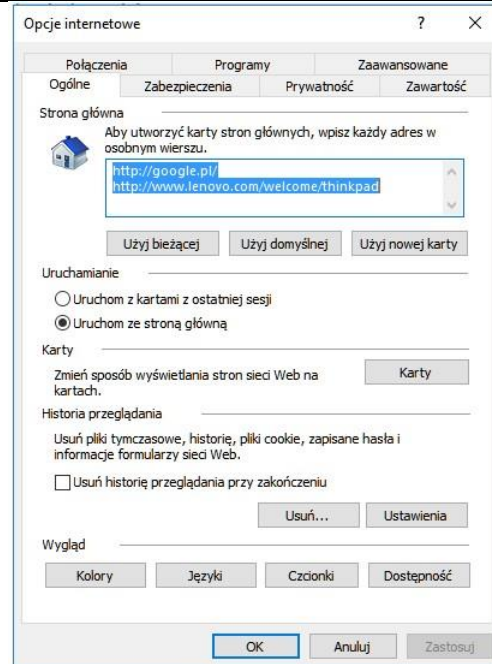 Opcje internetowe ? ×
Połączenia Programy Zaawansowane
Ogólne Zabezpieczenia Prywatność Zawartość
Strona główna
Aby utworzyć karty stron głównych, wpisz każdy adres w
osobnym wierszu.
http://google.pl/
http://www.lenovo.com/welcome/thinkpad
Użyj bieżącej Użyj domyślnej Użyj nowej karty
Uruchamianie
Uruchom z kartami z ostatniej sesji
Uruchom ze stroną główną
Karty
Zmień sposób wyświetlania stron sieci Web na
kartach.
Karty
Historia przeglądania
Usuń pliki tymczasowe, historię, pliki cookie, zapisane hasła i
informacje formularzy sieci Web.
Usuń historię przeglądania przy zakończeniu
Usuń... Ustawienia
Wygląd
Kolory Języki Czcionki Dostępność
OK Anuluj Zastosuj